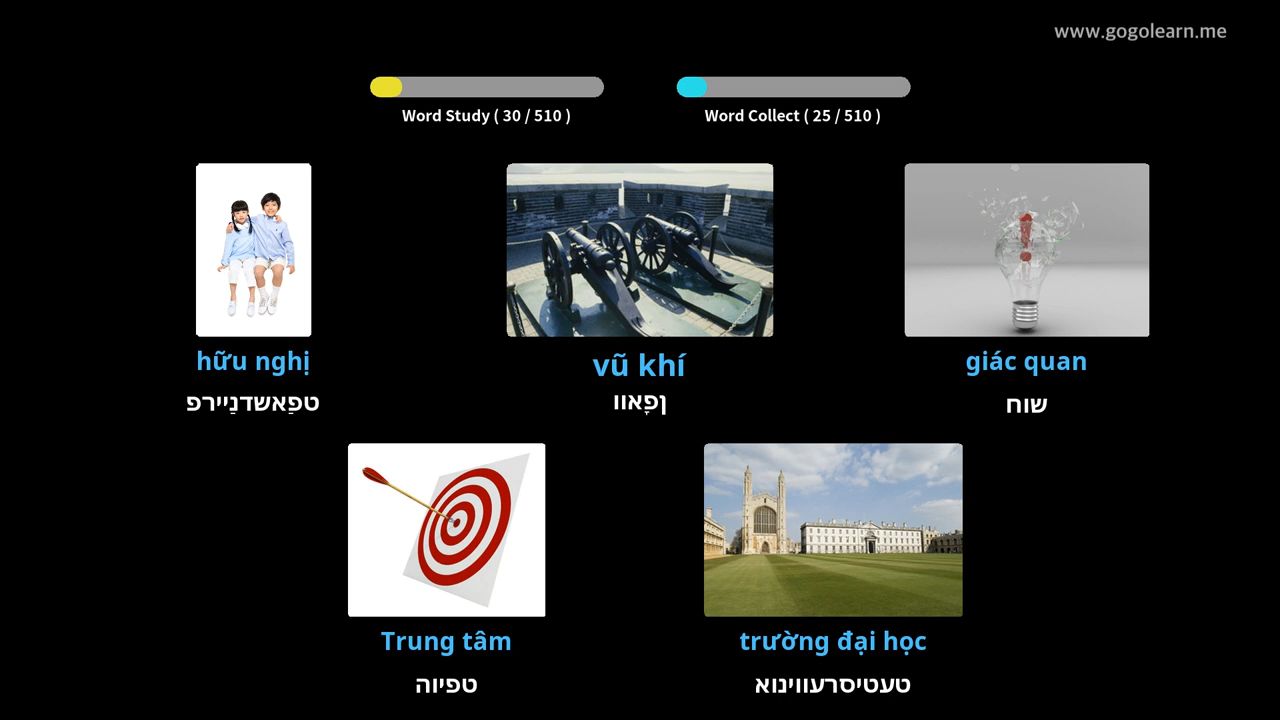 www.gogolearn.me
Word Study ( 30 / 510 )
Word Collect ( 25 / 510 )
hữu nghị
טפַאשדנַיירפ
vũ khí
ןפָאוו
giác quan
שוח
Trung tâm
טפיוה
trường đại học
טעטיסרעווינוא